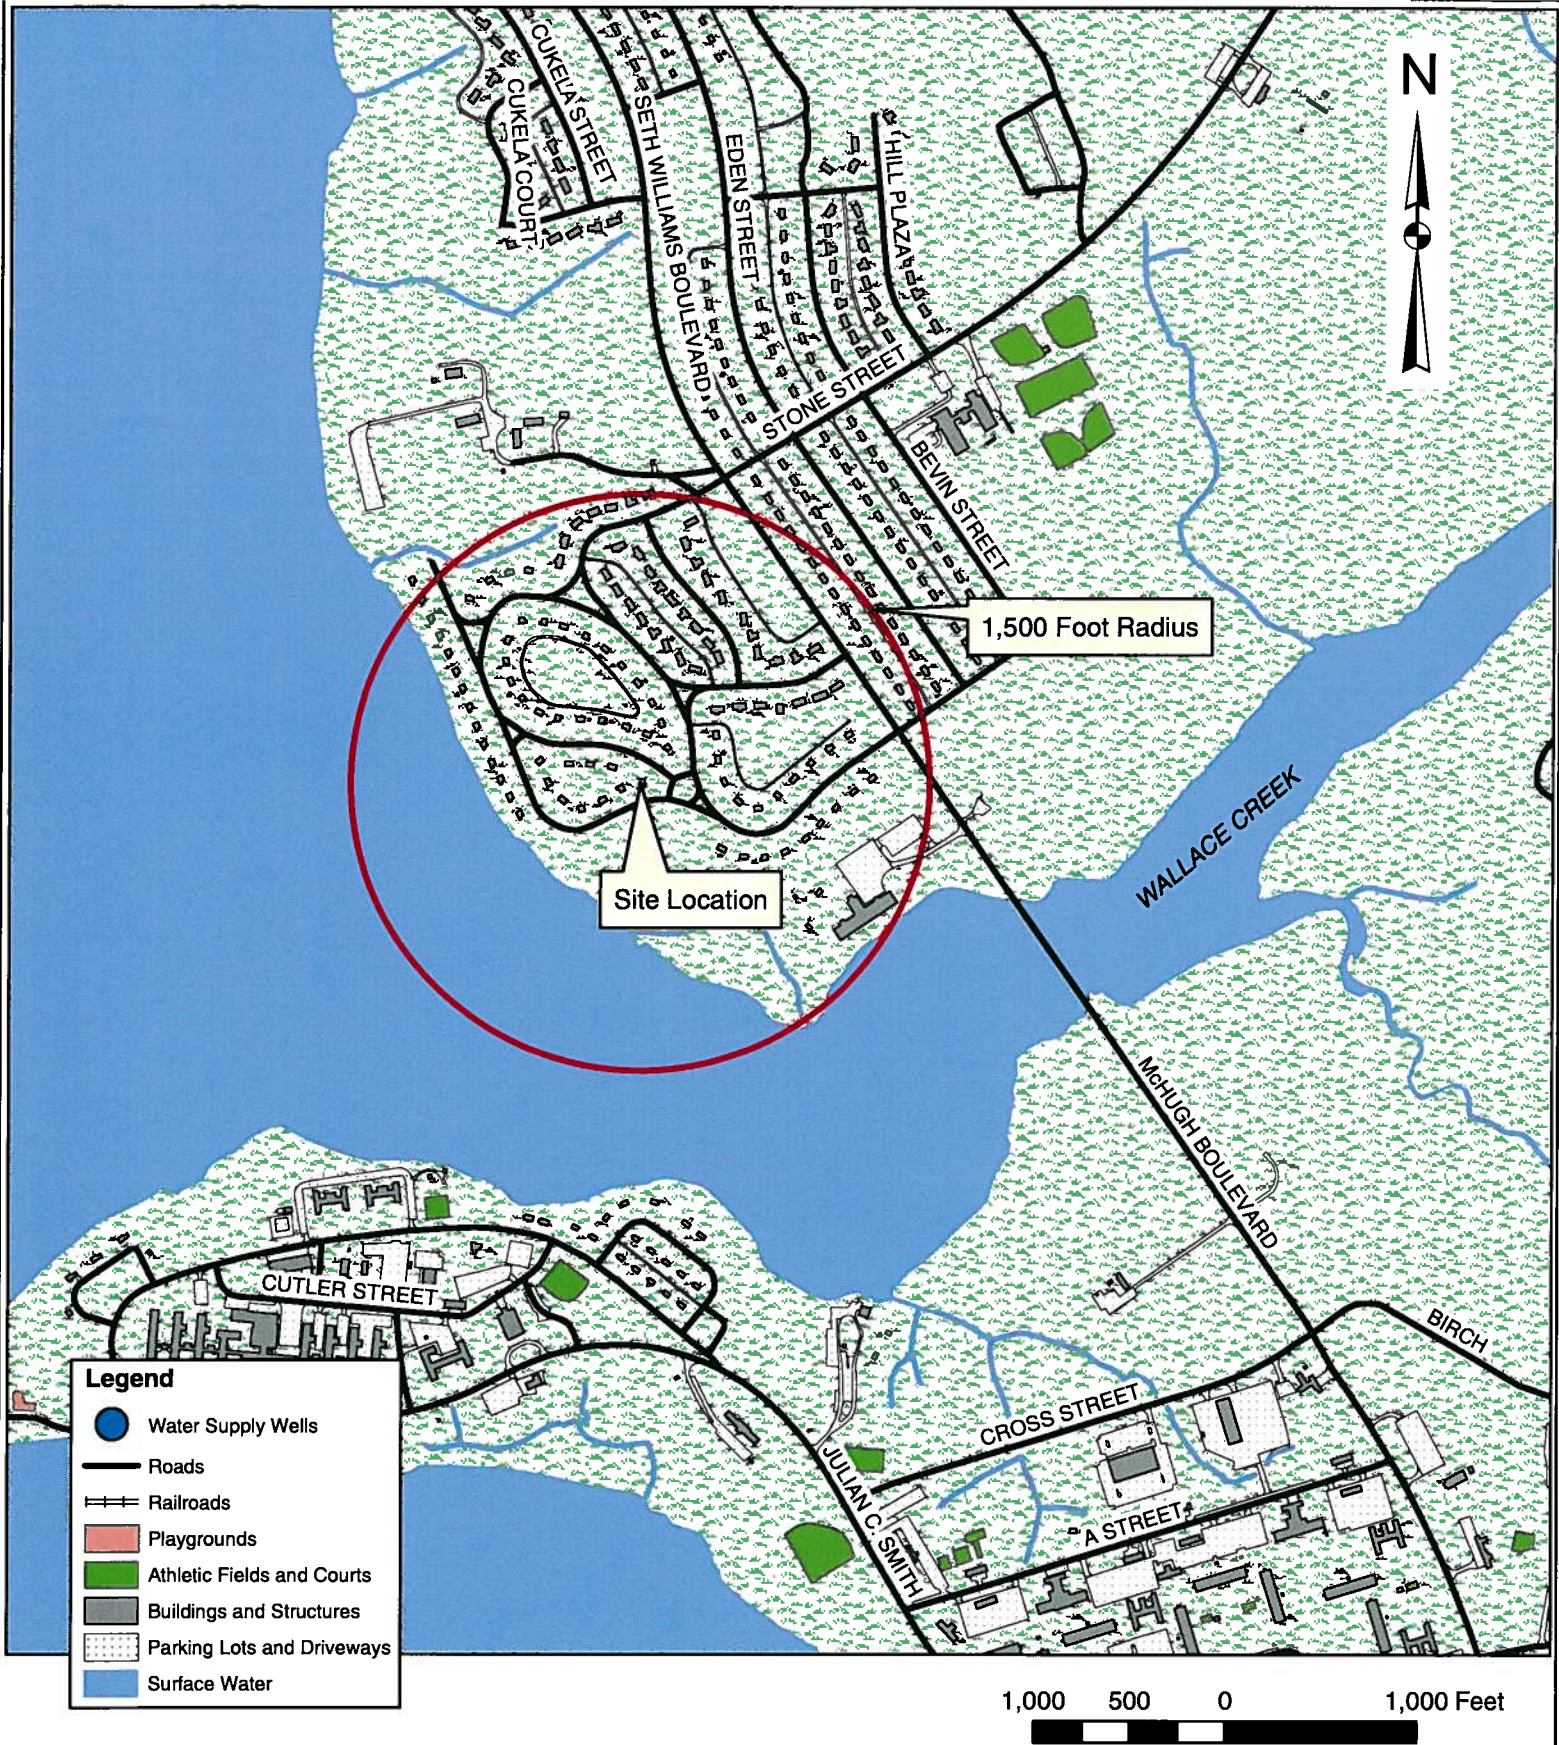 N
CUKELA STREET
CUKELA COURT
SETH WILLIAMS BOULEVARD
EDEN STREET
HILL PLAZA
STONE STREET
BEVIN STREET
1,500 Foot Radius
WALLACE CREEK
Site Location
McHUGH BOULEVARD
CUTLER STREET
BIRCH
CROSS STREET
JULIAN C. SMITH
A STREET
Legend
Water Supply Wells
Roads
Railroads
Playgrounds
Athletic Fields and Courts
Buildings and Structures
Parking Lots and Driveways
Surface Water
1,000 500 0 1,000 Feet